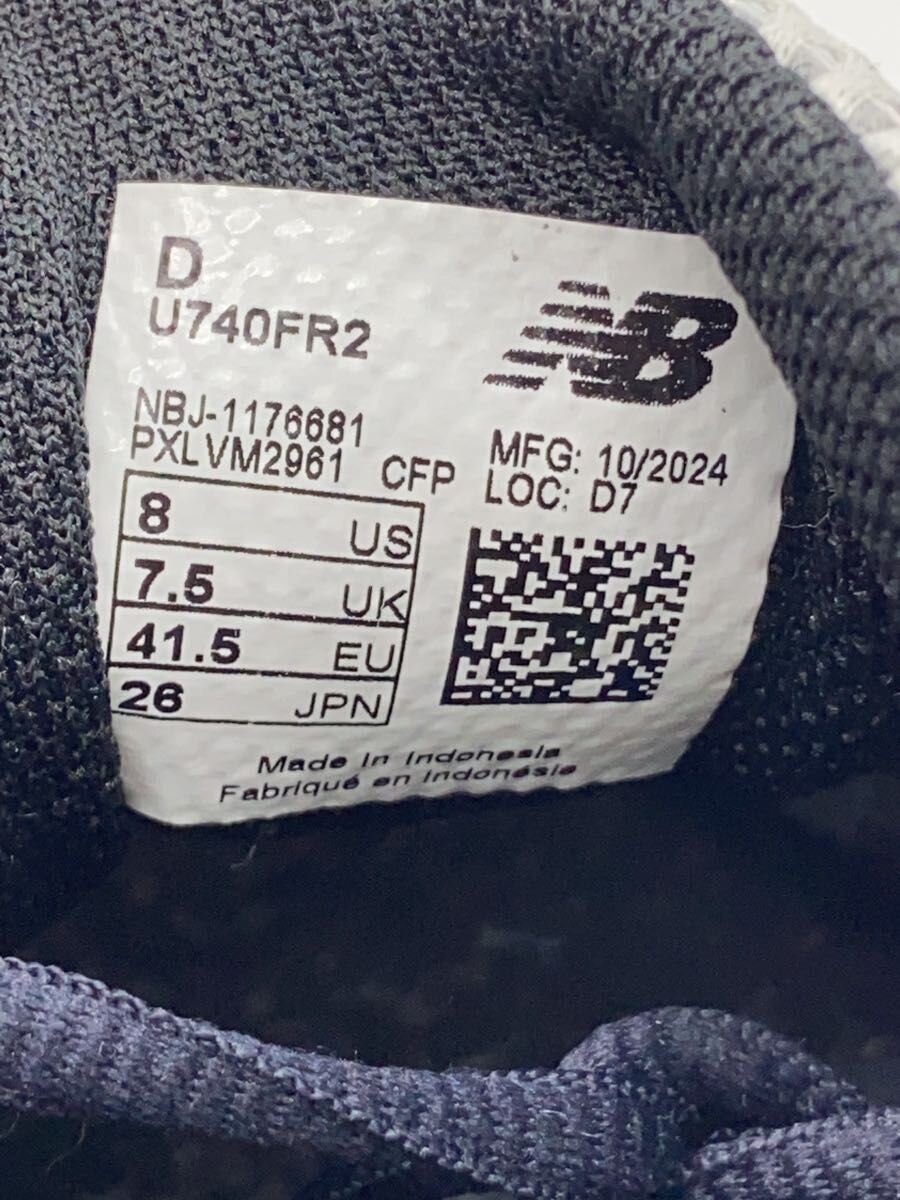 D
U740FR2
NB
NBJ-1176681
PXLVM2961 CFP
MFG: 10/2024
LOC: D7
8 US
7.5 UK
41.5 EU
26 JPN
Made in Indonesia
Fabriqué en Indonésie